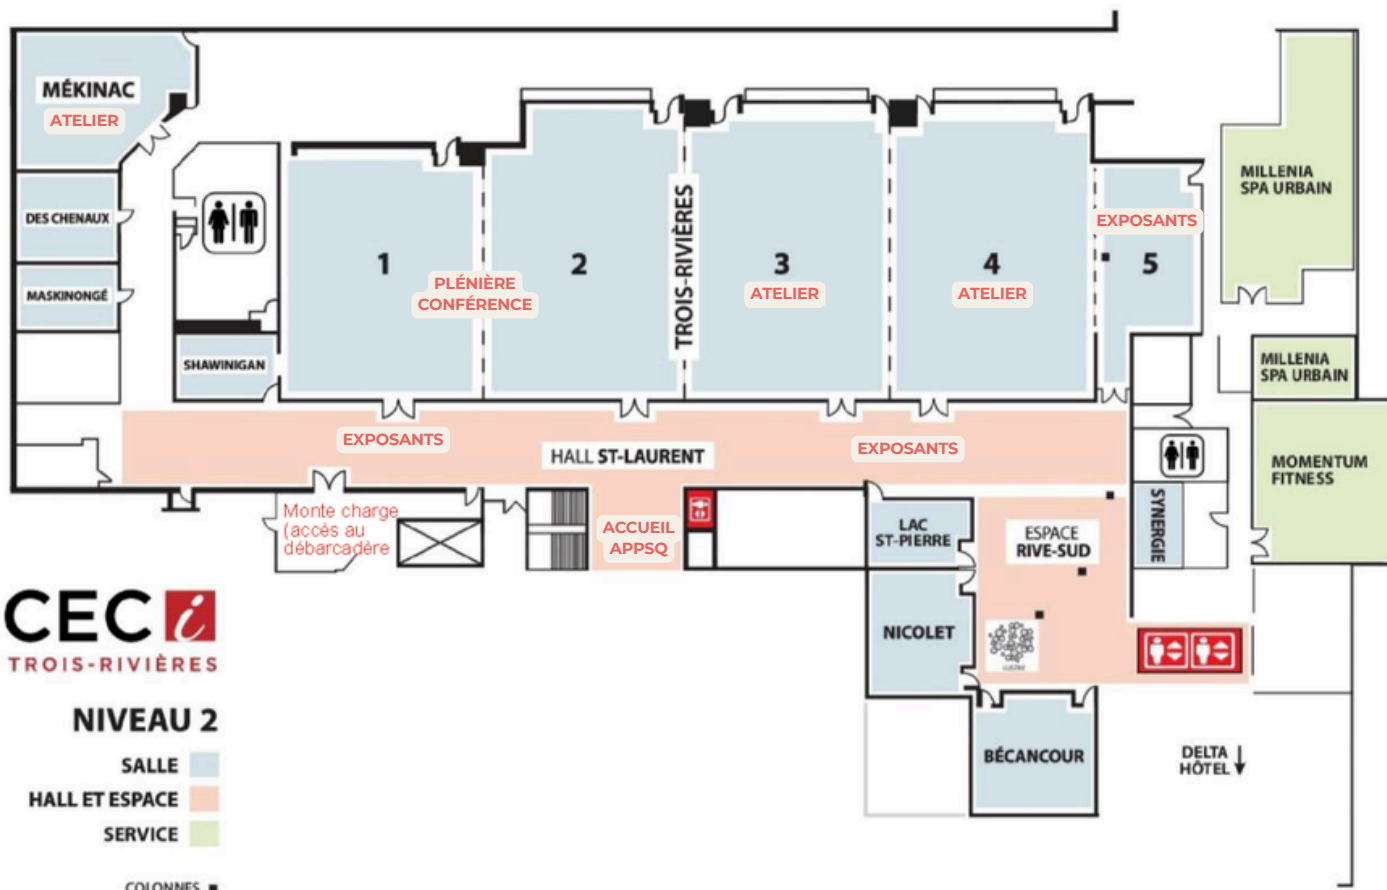 MÉKINAC
ATELIER
DES CHENAUX
MASKINONGÉ
SHAWINIGAN
1
PLÉNIÈRE
CONFÉRENCE
2
TROIS-RIVIÈRES
3
ATELIER
4
ATELIER
EXPOSANTS
5
MILLENIA
SPA URBAIN
MILLENIA
SPA URBAIN
MOMENTUM
FITNESS
EXPOSANTS
HALL ST-LAURENT
EXPOSANTS
Monte charge
(accès au
débarcadère
ACCUEIL
APPSQ
LAC
ST-PIERRE
ESPACE
RIVE-SUD
SYNERGIE
NICOLET
LUSTRE
BÉCANCOUR
DELTA
HÔTEL
CEC i
TROIS-RIVIÈRES
NIVEAU 2
SALLE
HALL ET ESPACE
SERVICE
COLONNES